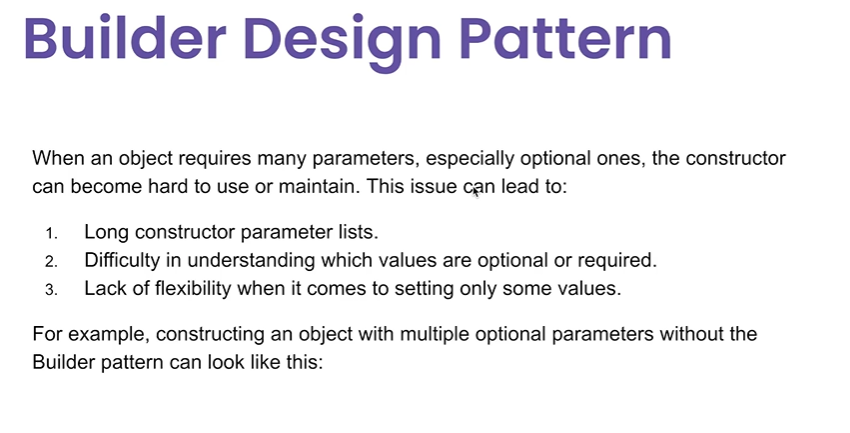 Builder Design Pattern
When an object requires many parameters, especially optional ones, the constructor
can become hard to use or maintain. This issue can lead to:
1. Long constructor parameter lists.
2. Difficulty in understanding which values are optional or required.
3. Lack of flexibility when it comes to setting only some values.
For example, constructing an object with multiple optional parameters without the
Builder pattern can look like this: